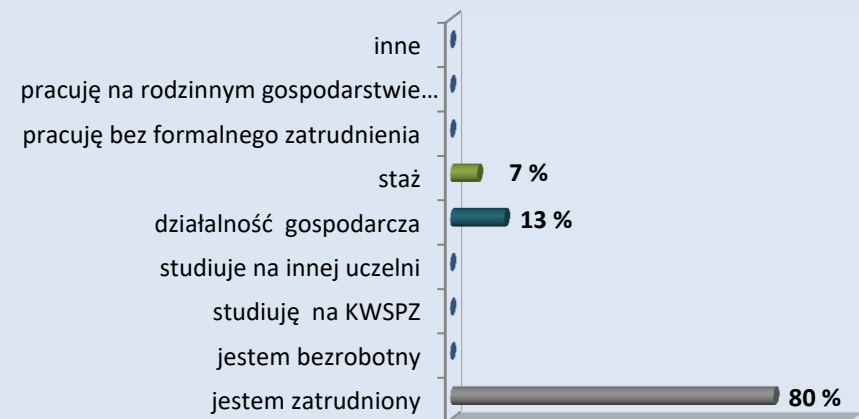 inne
pracuję na rodzinnym gospodarstwie…
pracuję bez formalnego zatrudnienia
staż 7 %
działalność gospodarcza 13 %
studiuje na innej uczelni
studiuję na KWSPZ
jestem bezrobotny
jestem zatrudniony 80 %